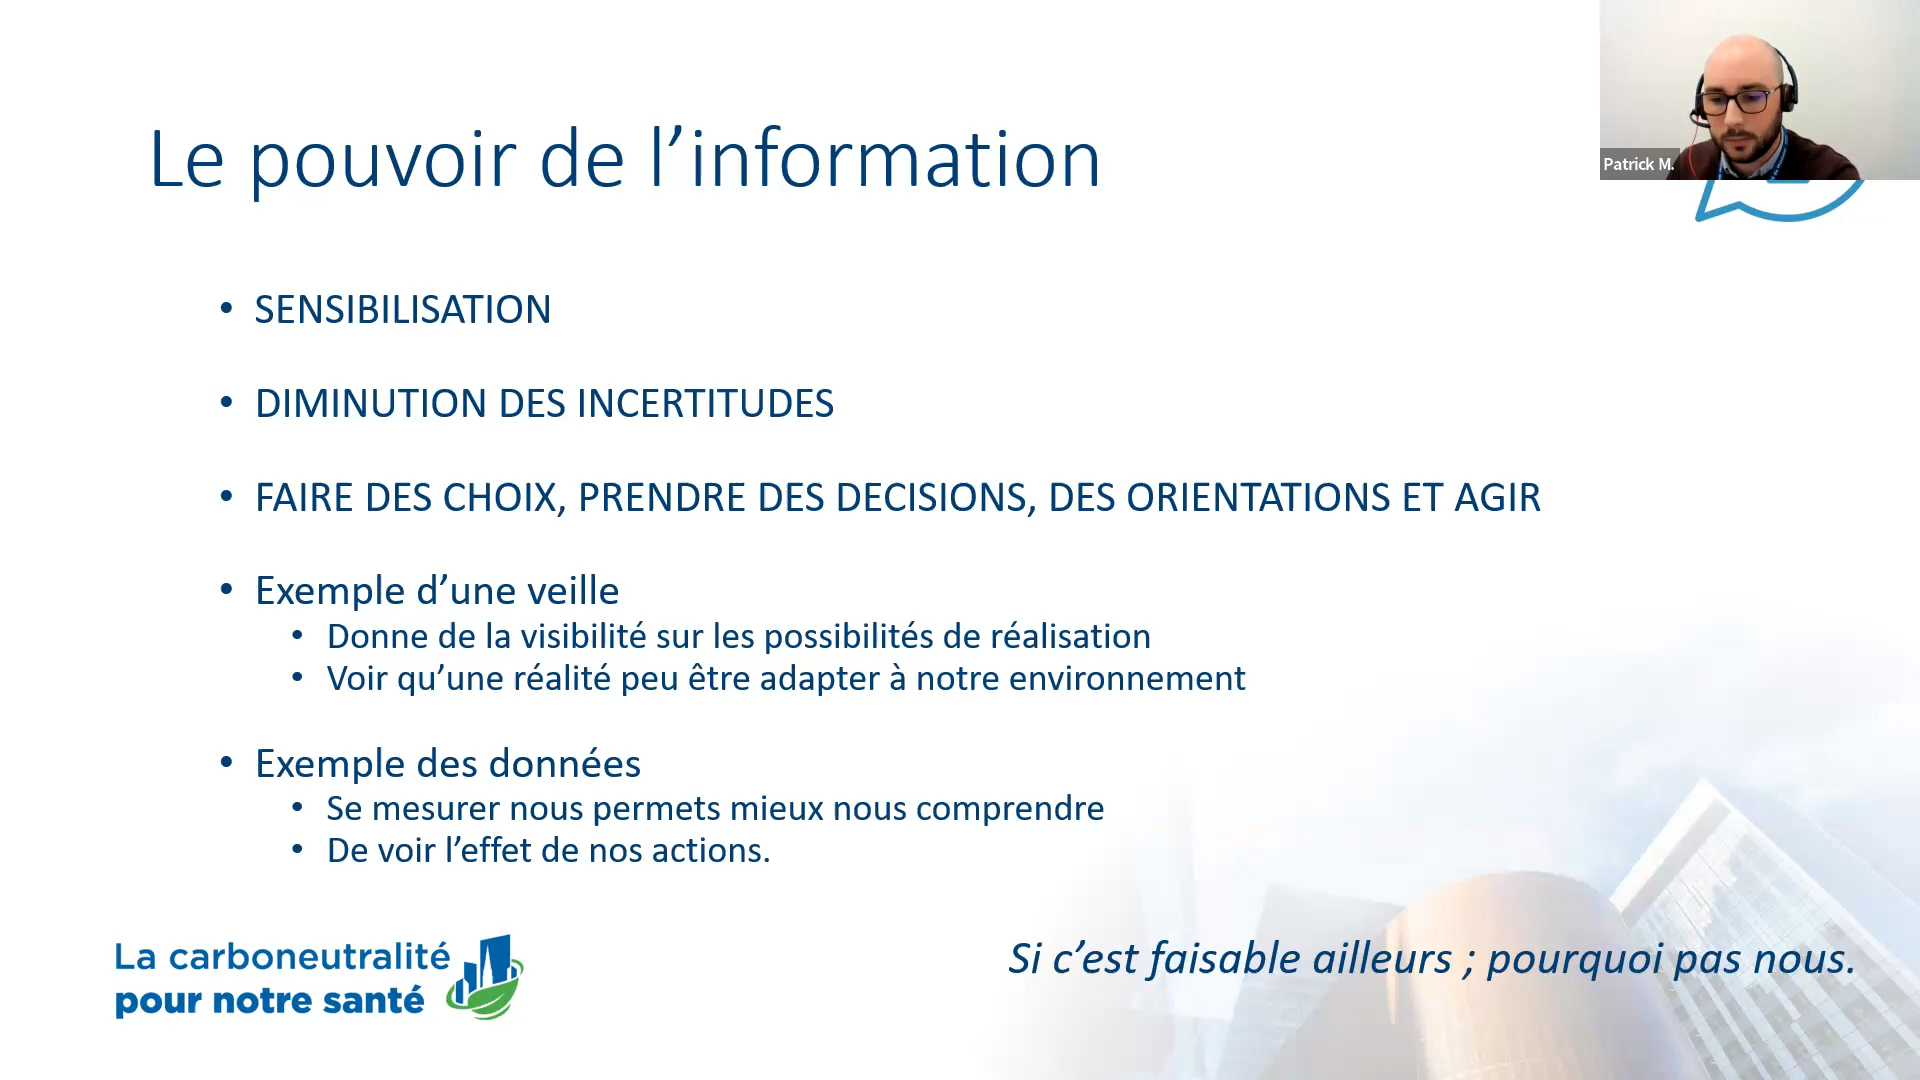 Le pouvoir de l’information
Patrick M.
• SENSIBILISATION
• DIMINUTION DES INCERTITUDES
• FAIRE DES CHOIX, PRENDRE DES DECISIONS, DES ORIENTATIONS ET AGIR
• Exemple d’une veille
• Donne de la visibilité sur les possibilités de réalisation
• Voir qu’une réalité peu être adapter à notre environnement
• Exemple des données
• Se mesurer nous permets mieux nous comprendre
• De voir l’effet de nos actions.
La carboneutralité
pour notre santé
Si c’est faisable ailleurs ; pourquoi pas nous.